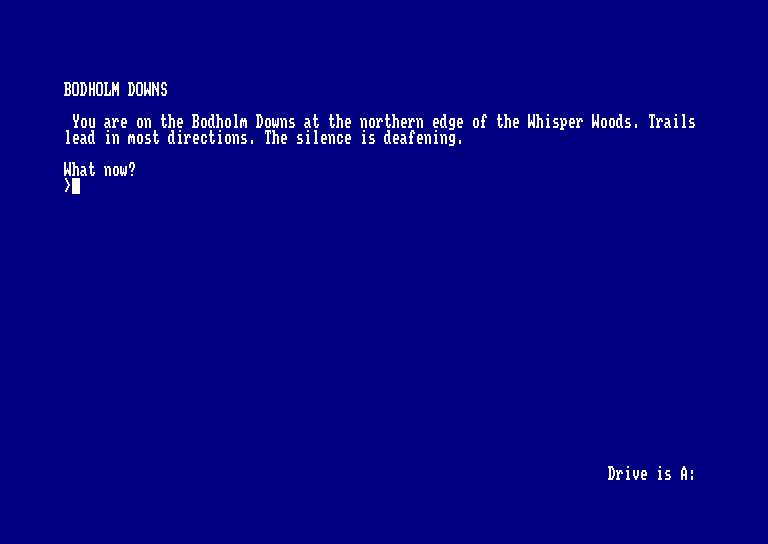 BODHOLM DOWNS
You are on the Bodholm Downs at the northern edge of the Whisper Woods. Trails
lead in most directions. The silence is deafening.
What now?
>
Drive is A: